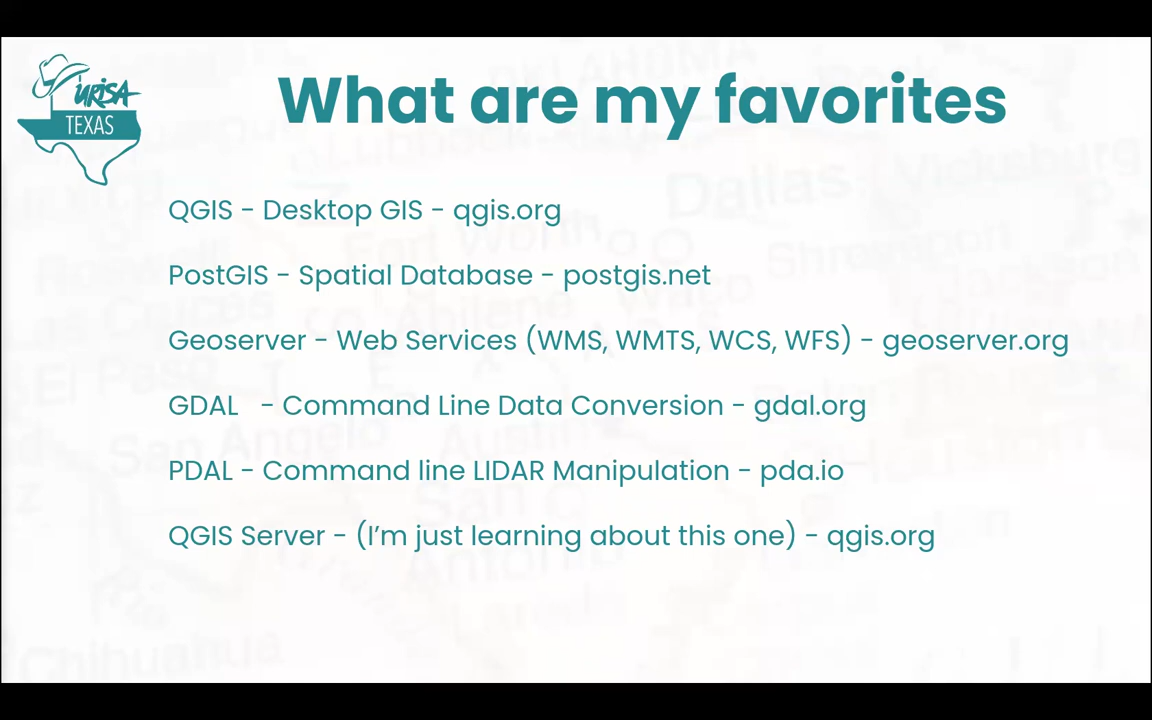 URISA
TEXAS
What are my favorites
QGIS - Desktop GIS - qgis.org
PostGIS - Spatial Database - postgis.net
Geoserver - Web Services (WMS, WMTS, WCS, WFS) - geoserver.org
GDAL - Command Line Data Conversion - gdal.org
PDAL - Command line LIDAR Manipulation - pda.io
QGIS Server - (I’m just learning about this one) - qgis.org